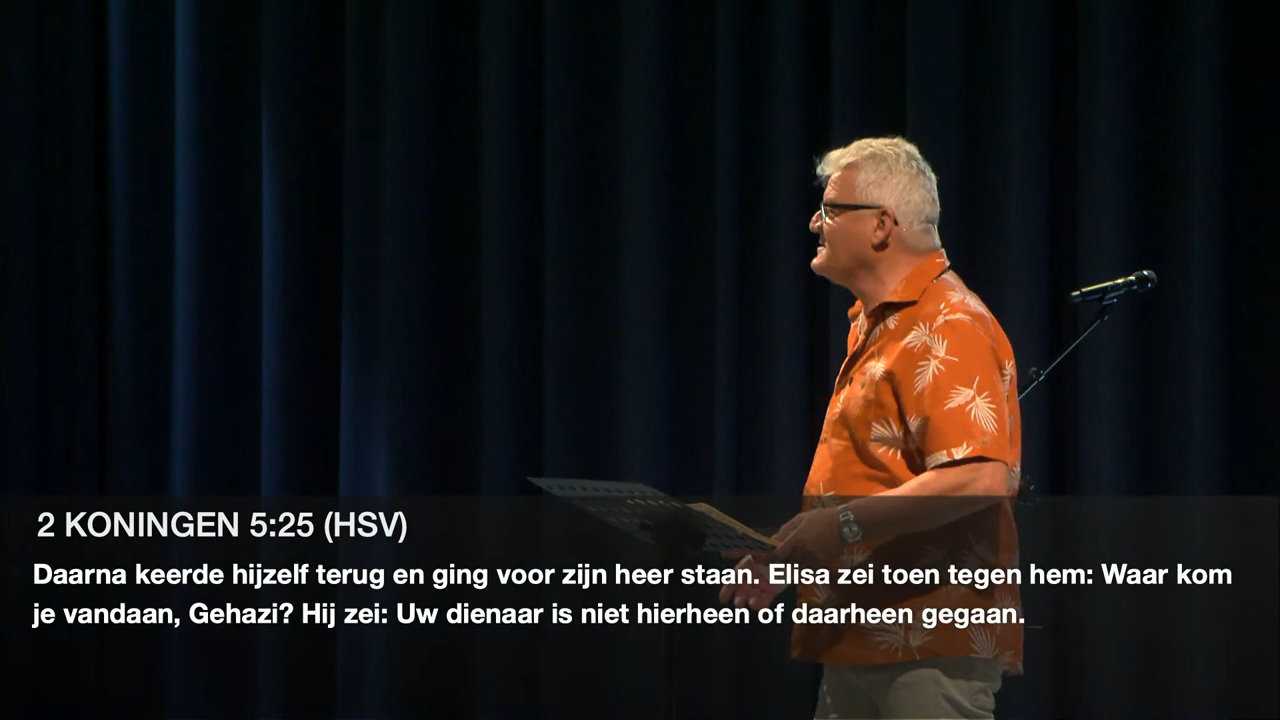 2 KONINGEN 5:25 (HSV)
Daarna keerde hijzelf terug en ging voor zijn heer staan. Elisa zei toen tegen hem: Waar kom
je vandaan, Gehazi? Hij zei: Uw dienaar is niet hierheen of daarheen gegaan.